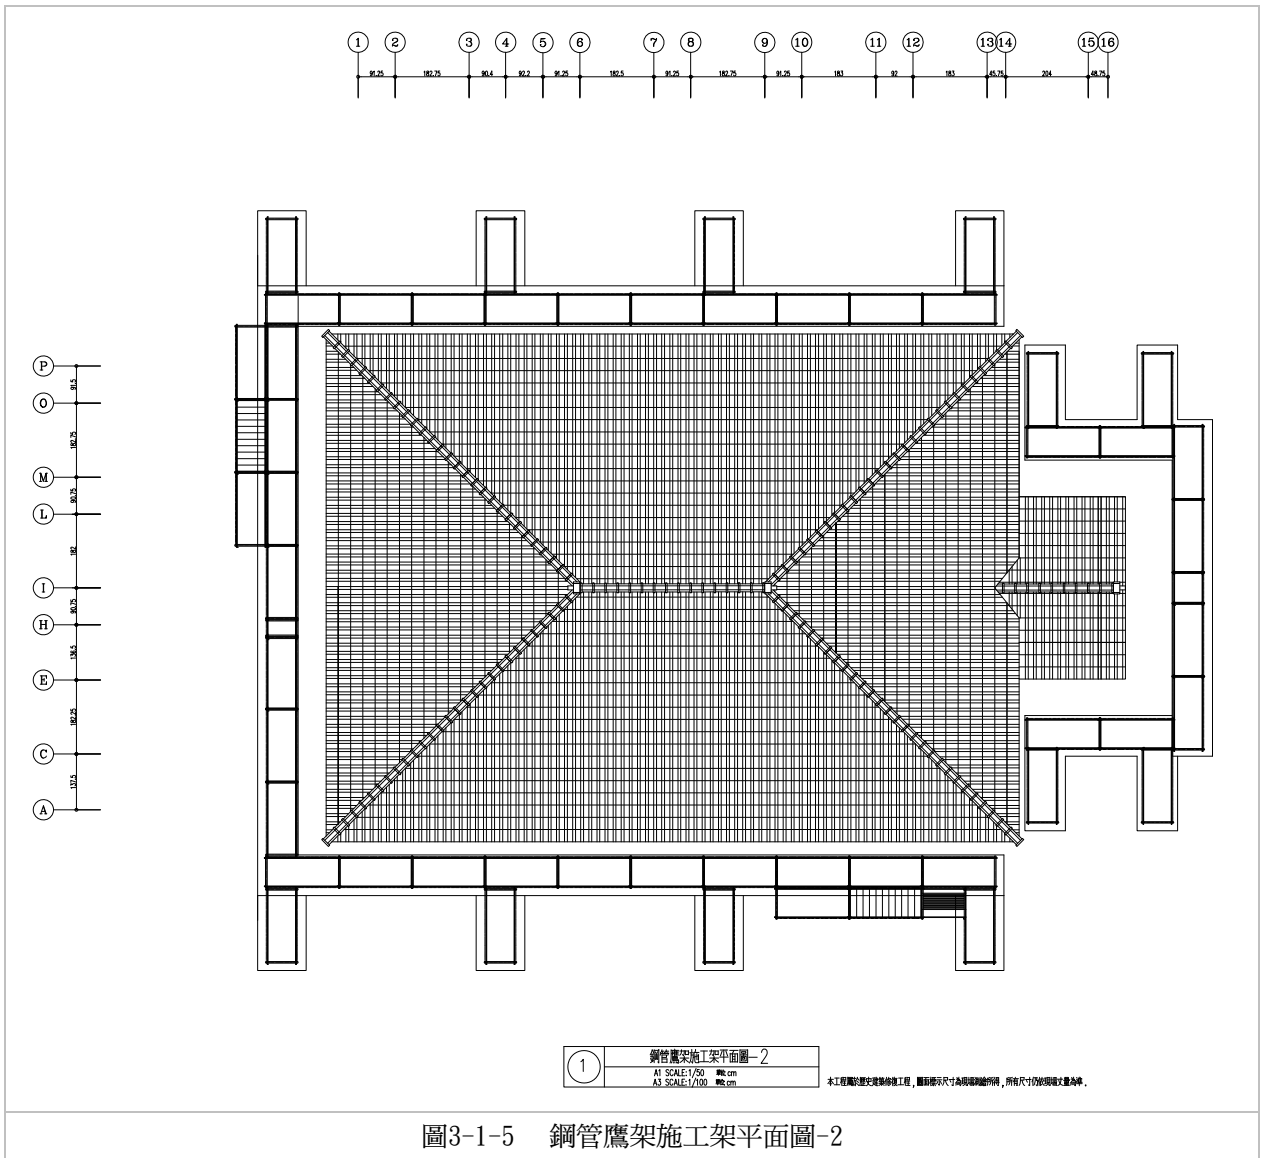 1 2 3 4 5 6 7 8 9 10 11 12 13 14 15 16
91.25 182.75 90.4 92.2 91.25 182.5 91.25 182.75 91.25 183 92 183 45.75 204 48.75
P
91.5
O
182.75
M
90.75
L
182
I
90.75
H
136.5
E
182.25
C
137.5
A
1
鋼管鷹架施工架平面圖-2
A1 SCALE:1/50 單位:cm
A3 SCALE:1/100 單位:cm
本工程屬於歷史建築修復工程，圖面標示尺寸為現場測繪所得，所有尺寸仍依現場丈量為準．
圖3-1-5 鋼管鷹架施工架平面圖-2